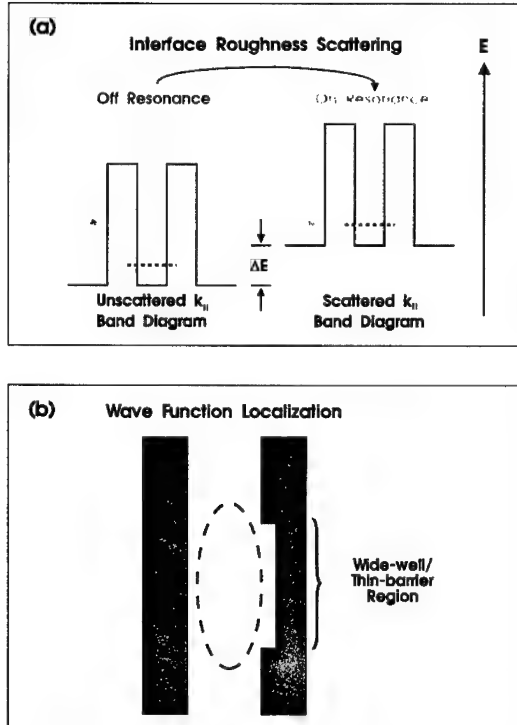 (a)
Interface Roughness Scattering
E
Off Resonance
On Resonance
ΔE
Unscattered k||
Band Diagram
Scattered k||
Band Diagram
(b)
Wave Function Localization
Wide-well/
Thin-barrier
Region